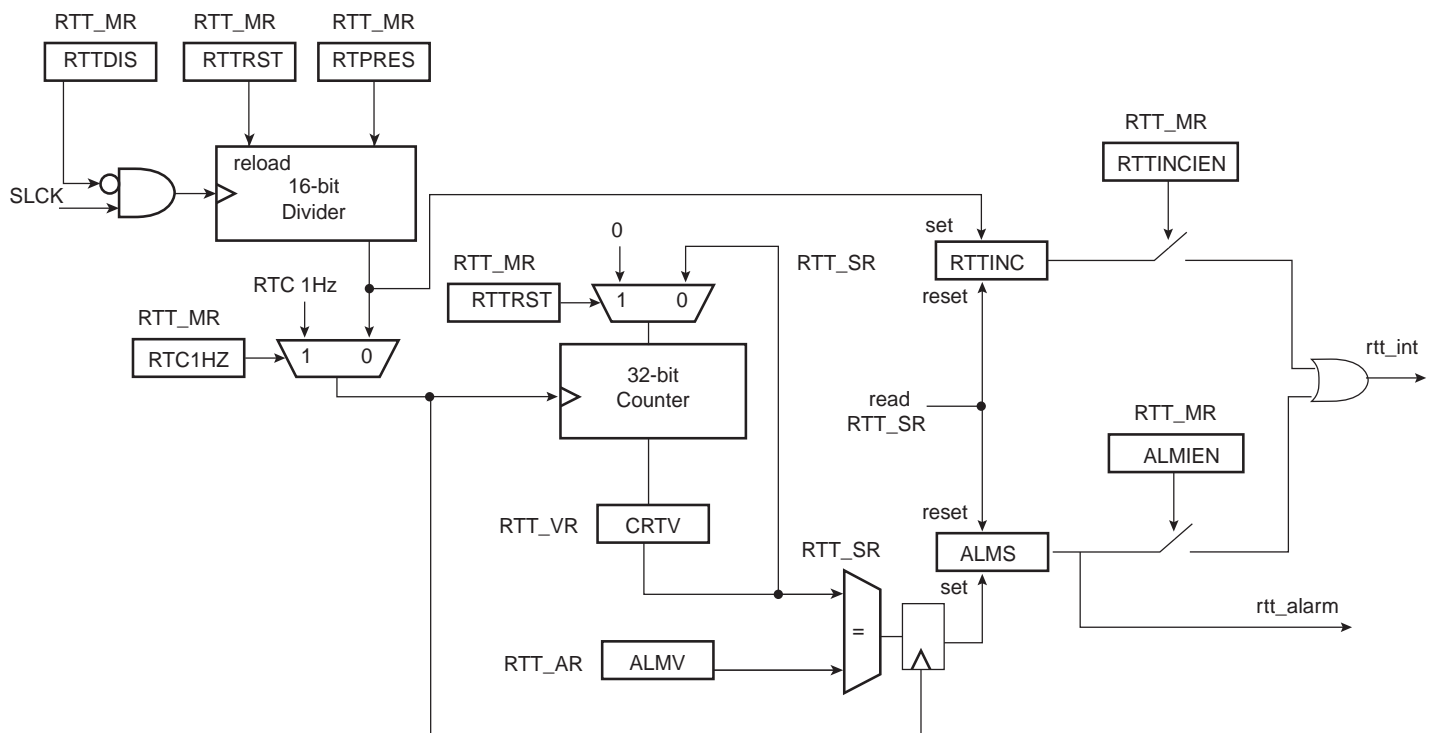 RTT_MR
RTT_MR
RTT_MR
RTTDIS
RTTRST
RTPRES
RTT_MR
RTTINCIEN
reload
16-bit
Divider
SLCK
0
set
RTT_MR
RTT_SR
RTTINC
RTC 1Hz
RTTRST
1
0
reset
RTT_MR
RTC1HZ
1
0
rtt_int
32-bit
Counter
read
RTT_SR
RTT_MR
ALMIEN
reset
RTT_VR
CRTV
RTT_SR
ALMS
set
rtt_alarm
=
RTT_AR
ALMV